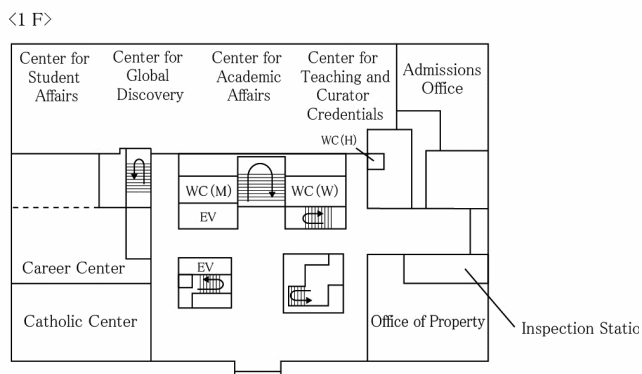 <1 F>
Center for
Student
Affairs
Center for
Global
Discovery
Center for
Academic
Affairs
Center for
Teaching and
Curator
Credentials
Admissions
Office
WC(H)
WC(M)
WC(W)
EV
EV
Career Center
Catholic Center
Office of Property
Inspection Statio